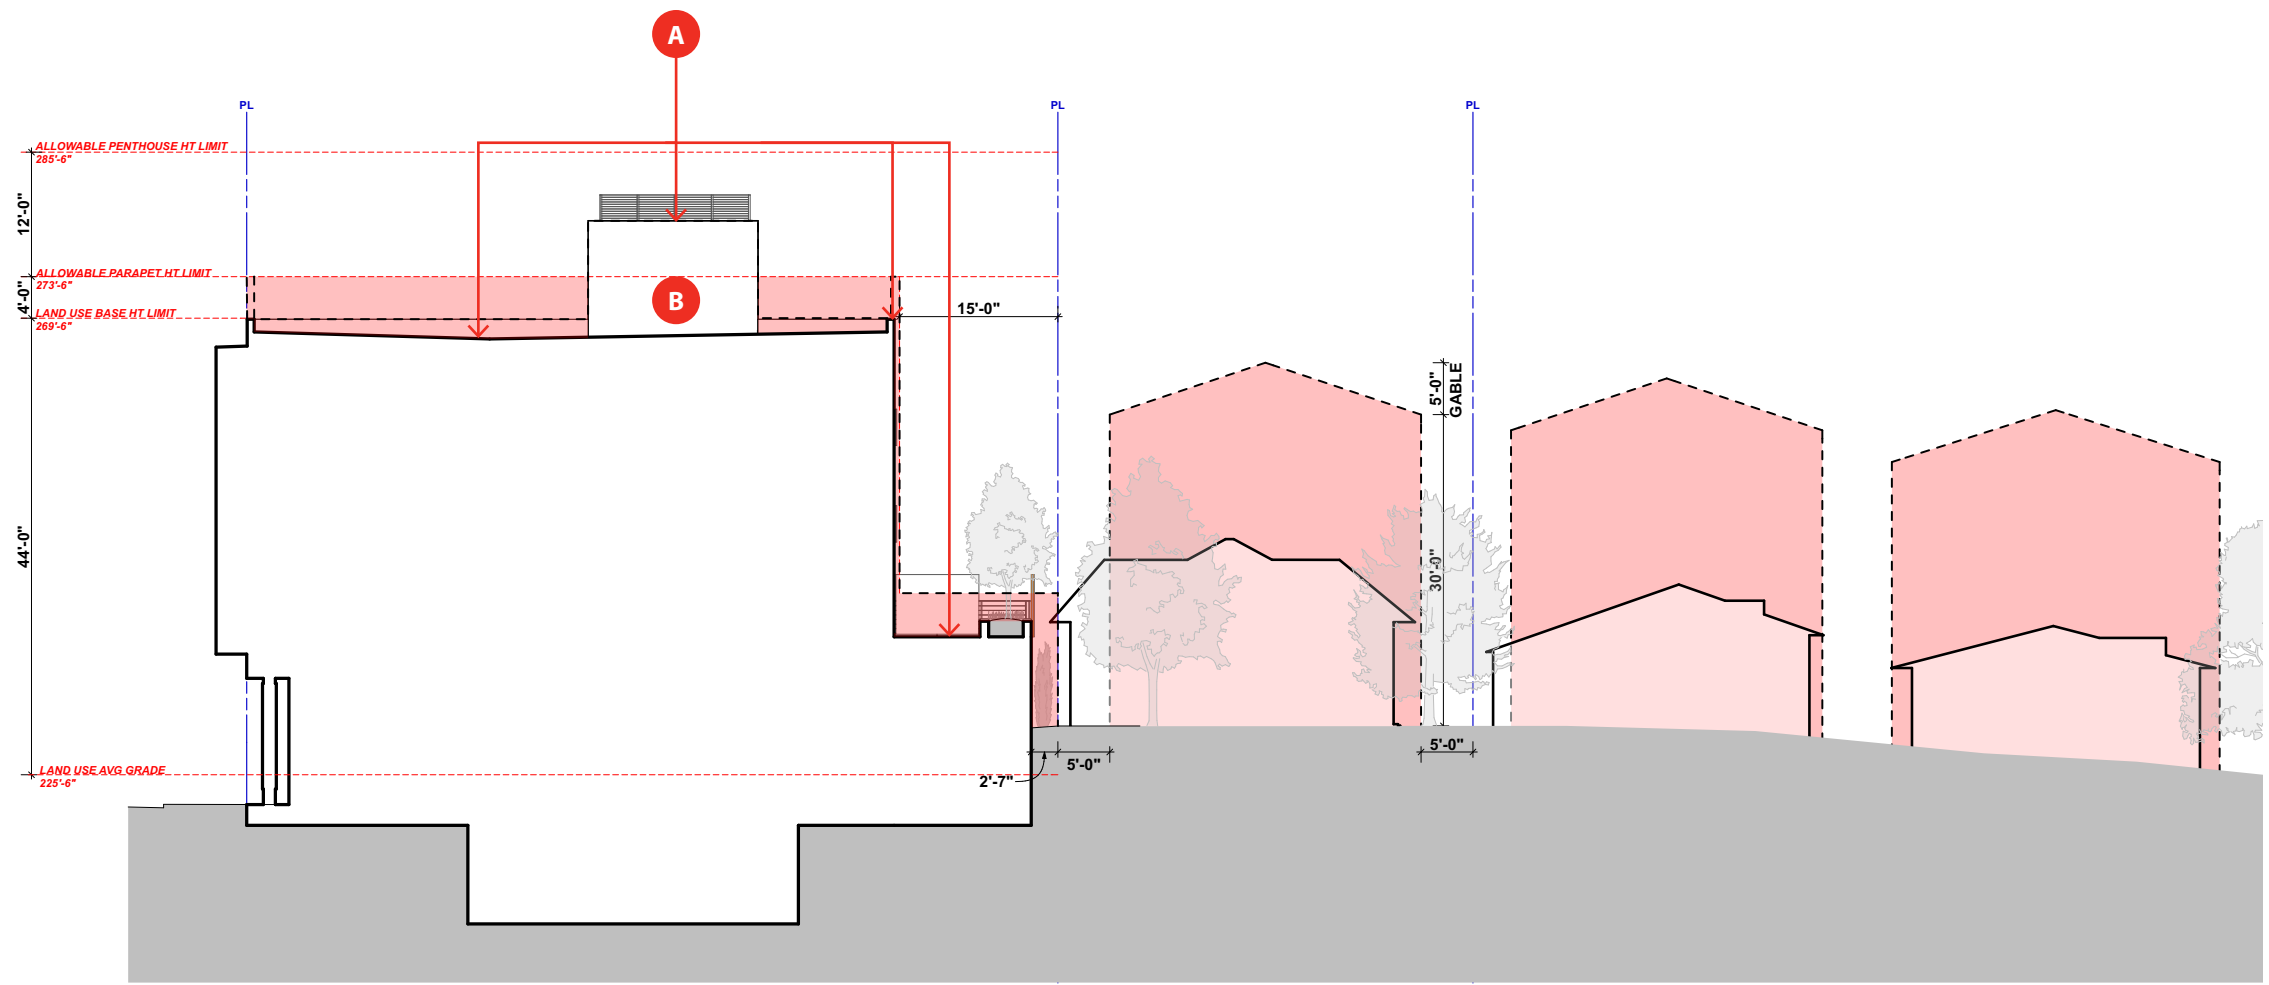 A
PL
PL
PL
ALLOWABLE PENTHOUSE HT LIMIT
285'-6"
12'-0"
ALLOWABLE PARAPET HT LIMIT
273'-6"
4'-0"
B
LAND USE BASE HT LIMIT
269'-6"
15'-0"
5'-0"
GABLE
44'-0"
30'-0"
5'-0"
5'-0"
2'-7"
LAND USE AVG GRADE
225'-6"